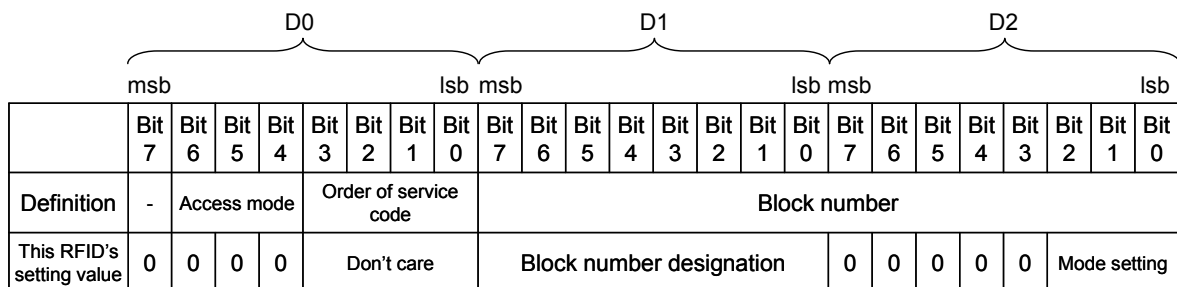 D0 D1 D2
msb lsb msb lsb msb lsb
Bit 7 Bit 6 Bit 5 Bit 4 Bit 3 Bit 2 Bit 1 Bit 0 Bit 7 Bit 6 Bit 5 Bit 4 Bit 3 Bit 2 Bit 1 Bit 0 Bit 7 Bit 6 Bit 5 Bit 4 Bit 3 Bit 2 Bit 1 Bit 0
Definition - Access mode Order of service code Block number
This RFID's setting value 0 0 0 0 Don't care Block number designation 0 0 0 0 0 Mode setting